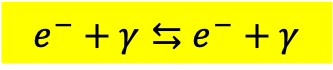 e⁻ + γ ⇆ e⁻ + γ